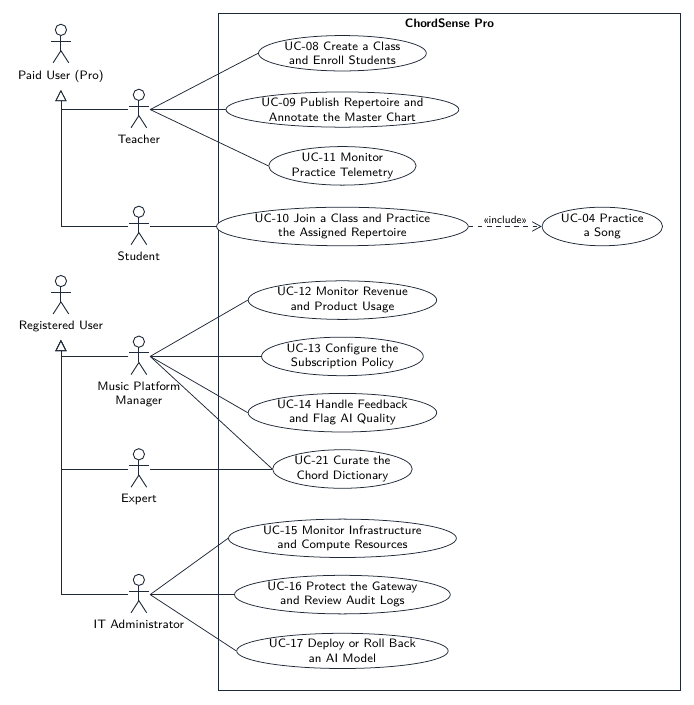 ChordSense Pro
Paid User (Pro)
UC-08 Create a Class
and Enroll Students
Teacher
UC-09 Publish Repertoire and
Annotate the Master Chart
UC-11 Monitor
Practice Telemetry
Student
UC-10 Join a Class and Practice
the Assigned Repertoire
«include»
UC-04 Practice
a Song
Registered User
UC-12 Monitor Revenue
and Product Usage
Music Platform
Manager
UC-13 Configure the
Subscription Policy
UC-14 Handle Feedback
and Flag AI Quality
Expert
UC-21 Curate the
Chord Dictionary
UC-15 Monitor Infrastructure
and Compute Resources
IT Administrator
UC-16 Protect the Gateway
and Review Audit Logs
UC-17 Deploy or Roll Back
an AI Model